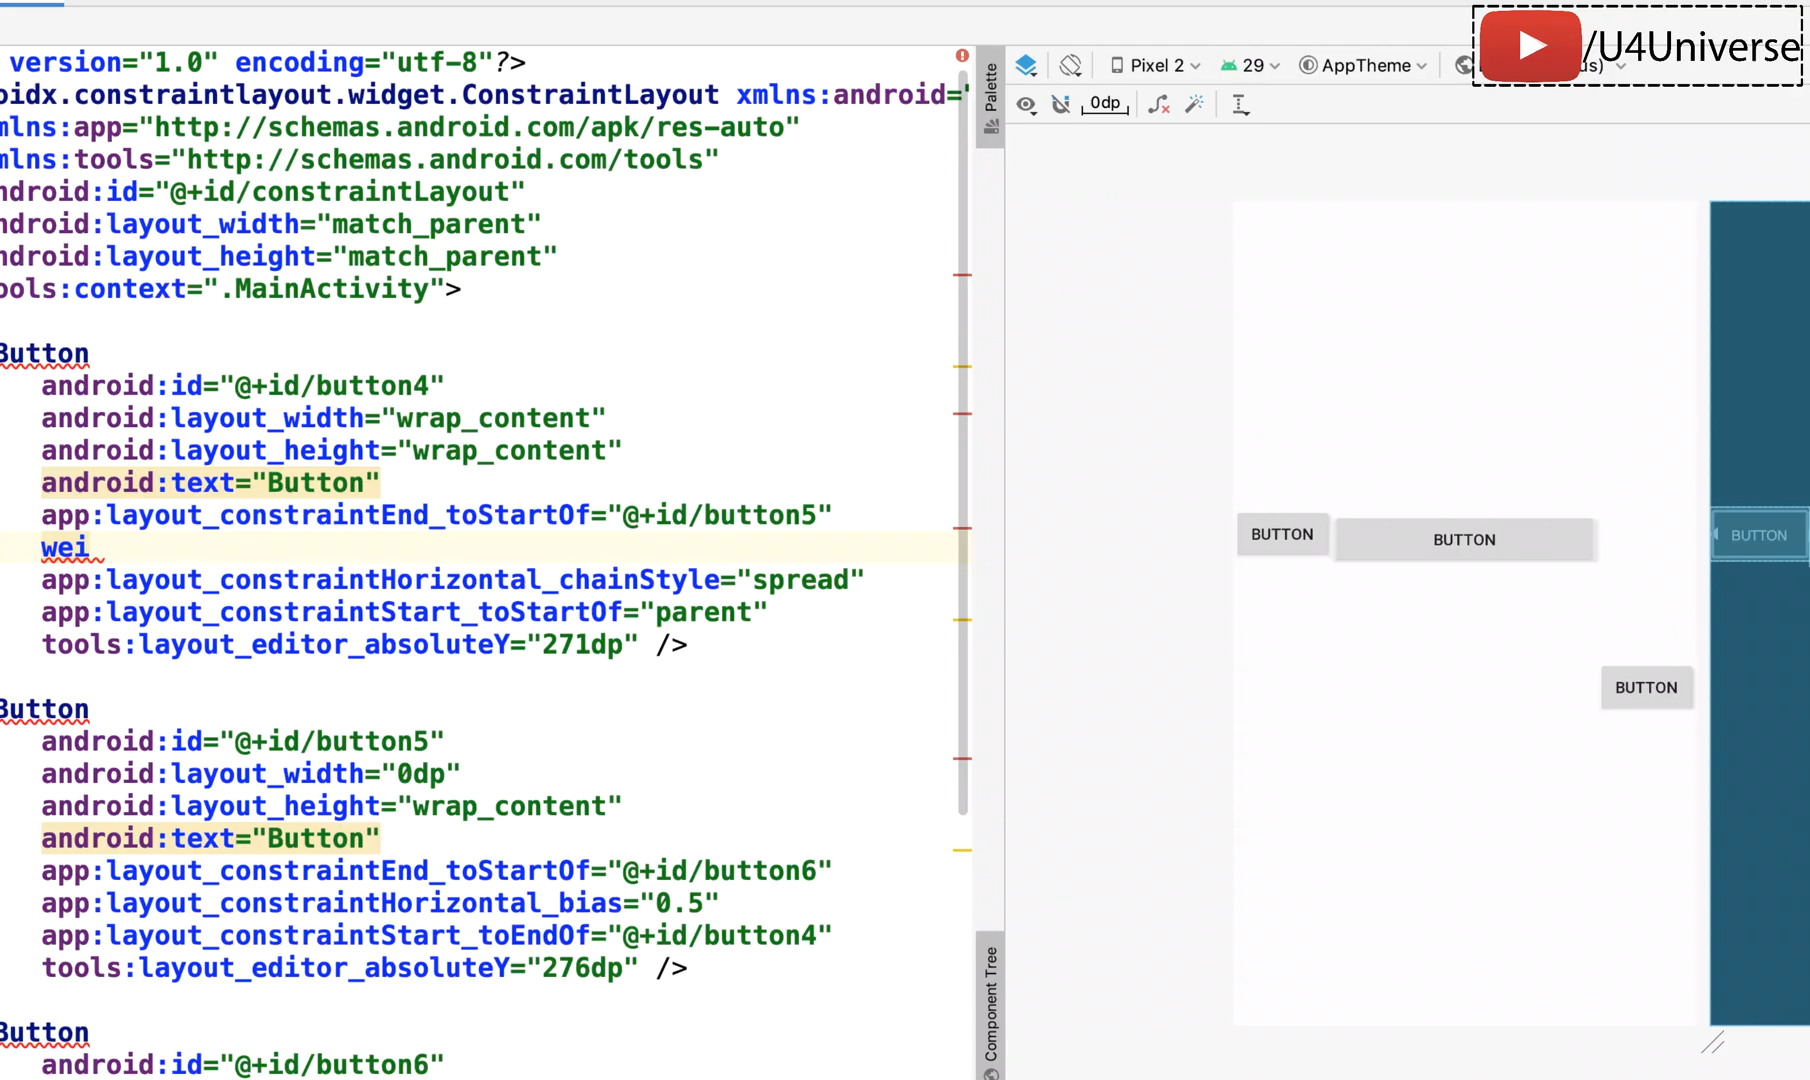 version="1.0" encoding="utf-8"?>
oidx.constraintlayout.widget.ConstraintLayout xmlns:android="
mlns:app="http://schemas.android.com/apk/res-auto"
mlns:tools="http://schemas.android.com/tools"
ndroid:id="@+id/constraintLayout"
ndroid:layout_width="match_parent"
ndroid:layout_height="match_parent"
ools:context=".MainActivity">
Button
android:id="@+id/button4"
android:layout_width="wrap_content"
android:layout_height="wrap_content"
android:text="Button"
app:layout_constraintEnd_toStartOf="@+id/button5"
wei
app:layout_constraintHorizontal_chainStyle="spread"
app:layout_constraintStart_toStartOf="parent"
tools:layout_editor_absoluteY="271dp" />
Button
android:id="@+id/button5"
android:layout_width="0dp"
android:layout_height="wrap_content"
android:text="Button"
app:layout_constraintEnd_toStartOf="@+id/button6"
app:layout_constraintHorizontal_bias="0.5"
app:layout_constraintStart_toEndOf="@+id/button4"
tools:layout_editor_absoluteY="276dp" />
Button
android:id="@+id/button6"
Palette
Component Tree
Pixel 2 29 AppTheme
/U4Universe
0dp
BUTTON
BUTTON
BUTTON
BUTTON